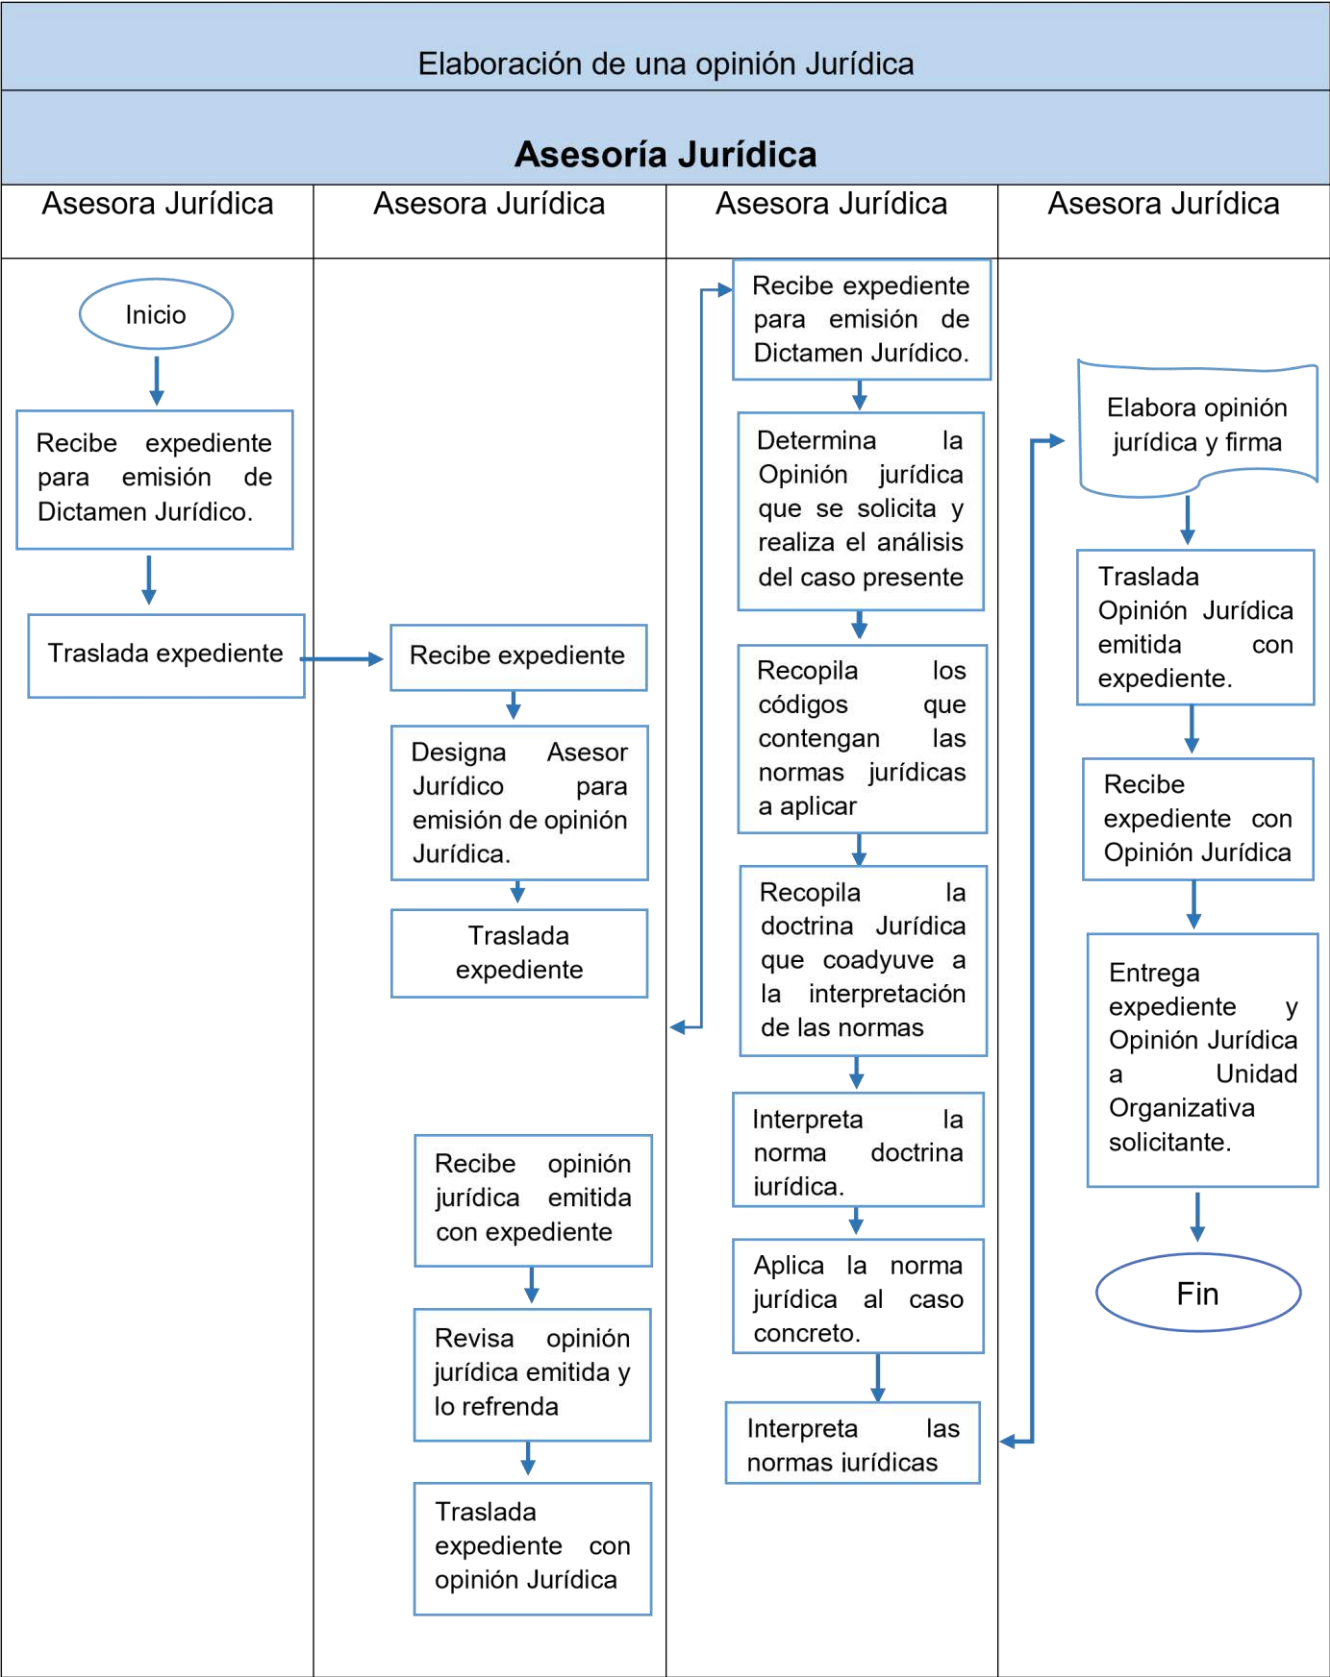 Elaboración de una opinión Jurídica
Asesoría Jurídica
Asesora Jurídica
Asesora Jurídica
Asesora Jurídica
Asesora Jurídica
Inicio
Recibe expediente
para emisión de
Dictamen Jurídico.
Traslada expediente
Recibe expediente
Designa Asesor
Jurídico para
emisión de opinión
Jurídica.
Traslada
expediente
Recibe opinión
jurídica emitida
con expediente
Revisa opinión
jurídica emitida y
lo refrenda
Traslada
expediente con
opinión Jurídica
Recibe expediente
para emisión de
Dictamen Jurídico.
Determina la
Opinión jurídica
que se solicita y
realiza el análisis
del caso presente
Recopila los
códigos que
contengan las
normas jurídicas
a aplicar
Recopila la
doctrina Jurídica
que coadyuve a
la interpretación
de las normas
Interpreta la
norma doctrina
jurídica.
Aplica la norma
jurídica al caso
concreto.
Interpreta las
normas jurídicas
Elabora opinión
jurídica y firma
Traslada
Opinión Jurídica
emitida con
expediente.
Recibe
expediente con
Opinión Jurídica
Entrega
expediente y
Opinión Jurídica
a Unidad
Organizativa
solicitante.
Fin